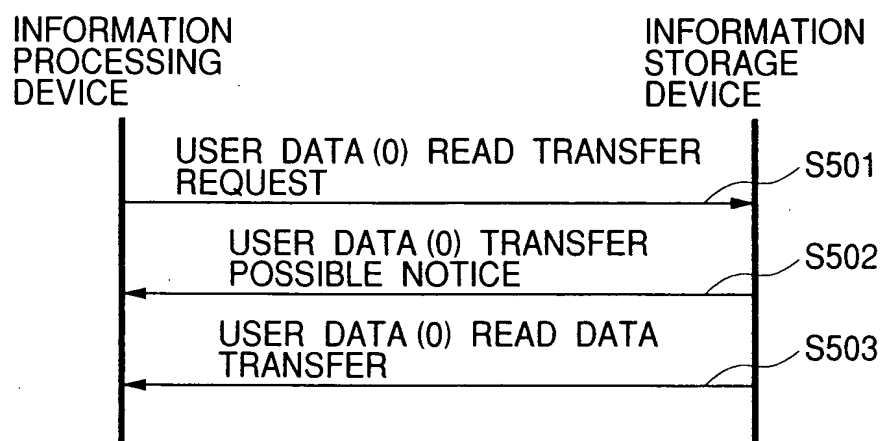 INFORMATION
PROCESSING
DEVICE
INFORMATION
STORAGE
DEVICE
USER DATA (0) READ TRANSFER
REQUEST
S501
USER DATA (0) TRANSFER
POSSIBLE NOTICE
S502
USER DATA (0) READ DATA
TRANSFER
S503